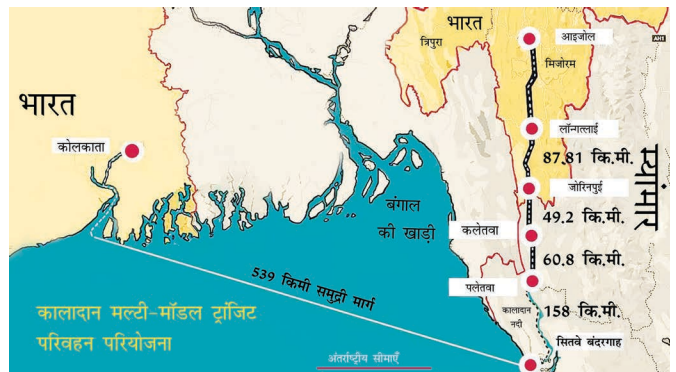 भारत
आइजोल
त्रिपुरा
मिजोरम
भारत
कोलकाता
लॉन्गत्लाई
87.81 कि.मी.
म्यांमार
जोरिनपुई
बंगाल
की खाड़ी
49.2 कि.मी.
कलेतवा
60.8 कि.मी.
539 किमी समुद्री मार्ग
पलेतवा
कालादान मल्टी-मॉडल ट्रांजिट
परिवहन परियोजना
कालादान
नदी
158 कि.मी.
सितवे बंदरगाह
अंतर्राष्ट्रीय सीमाएँ